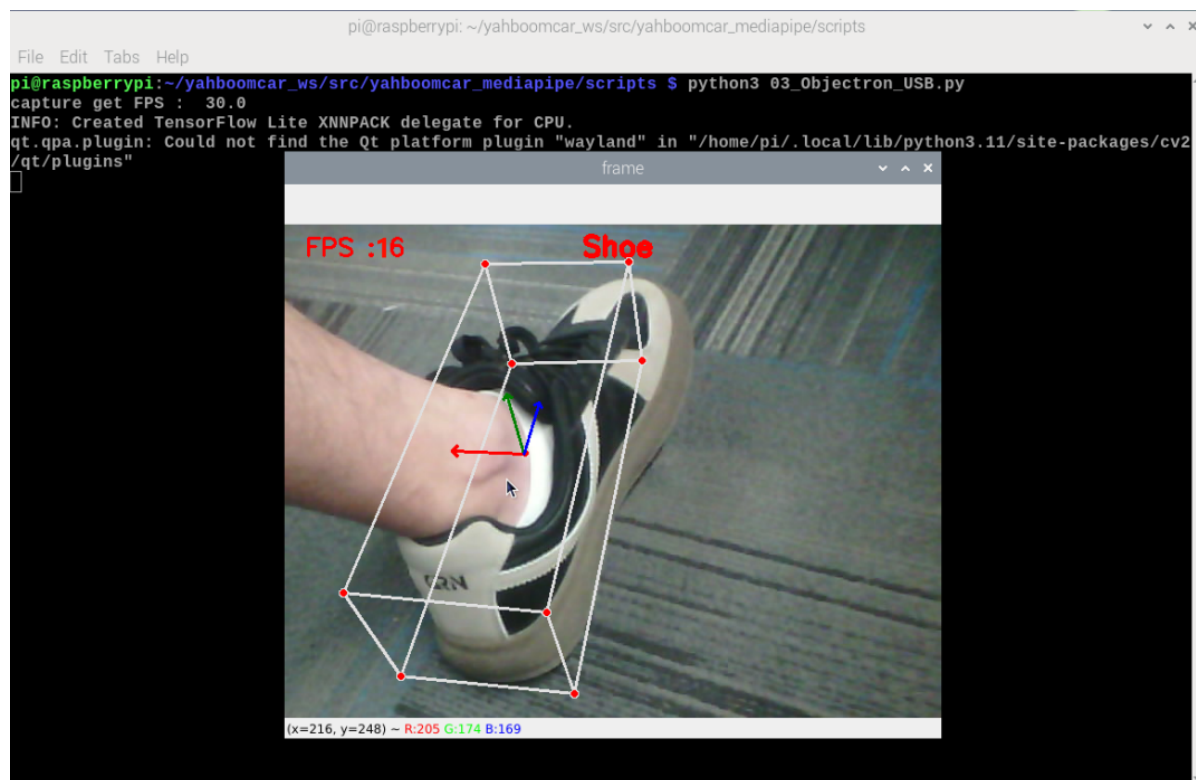 pi@raspberrypi: ~/yahboomcar_ws/src/yahboomcar_mediapipe/scripts
File Edit Tabs Help
pi@raspberrypi:~/yahboomcar_ws/src/yahboomcar_mediapipe/scripts $ python3 03_Objectron_USB.py
capture get FPS : 30.0
INFO: Created TensorFlow Lite XNNPACK delegate for CPU.
qt.qpa.plugin: Could not find the Qt platform plugin "wayland" in "/home/pi/.local/lib/python3.11/site-packages/cv2
/qt/plugins"
frame
FPS :16 Shoe
(x=216, y=248) ~ R:205 G:174 B:169